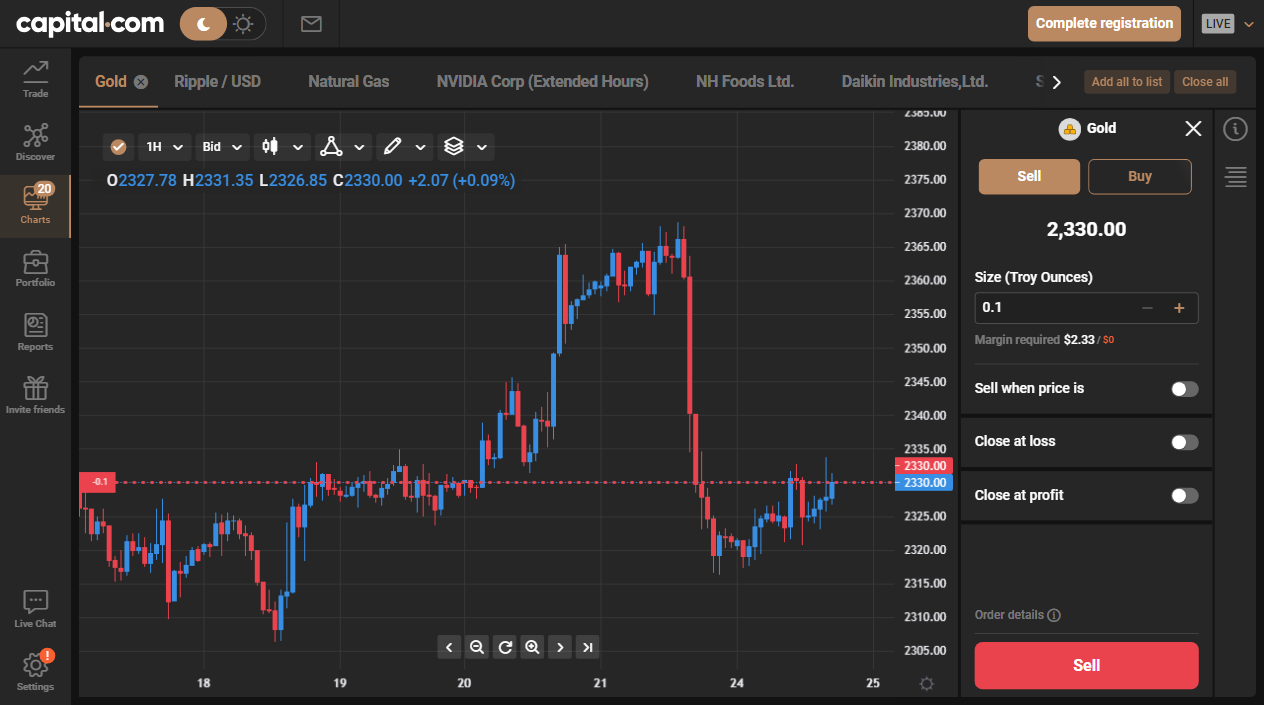 capital.com
Complete registration
LIVE
Trade
Discover
20
Charts
Portfolio
Reports
Invite friends
Live Chat
!
Settings
Gold Ripple / USD Natural Gas NVIDIA Corp (Extended Hours) NH Foods Ltd. Daikin Industries,Ltd. S
Add all to list Close all
1H Bid
O2327.78 H2331.35 L2326.85 C2330.00 +2.07 (+0.09%)
-0.1
2385.00
2380.00
2375.00
2370.00
2365.00
2360.00
2355.00
2350.00
2345.00
2340.00
2335.00
2330.00
2330.00
2325.00
2320.00
2315.00
2310.00
2305.00
18 19 20 21 24 25
Gold
Sell Buy
2,330.00
Size (Troy Ounces)
0.1
Margin required $2.33 / $0
Sell when price is
Close at loss
Close at profit
Order details
Sell